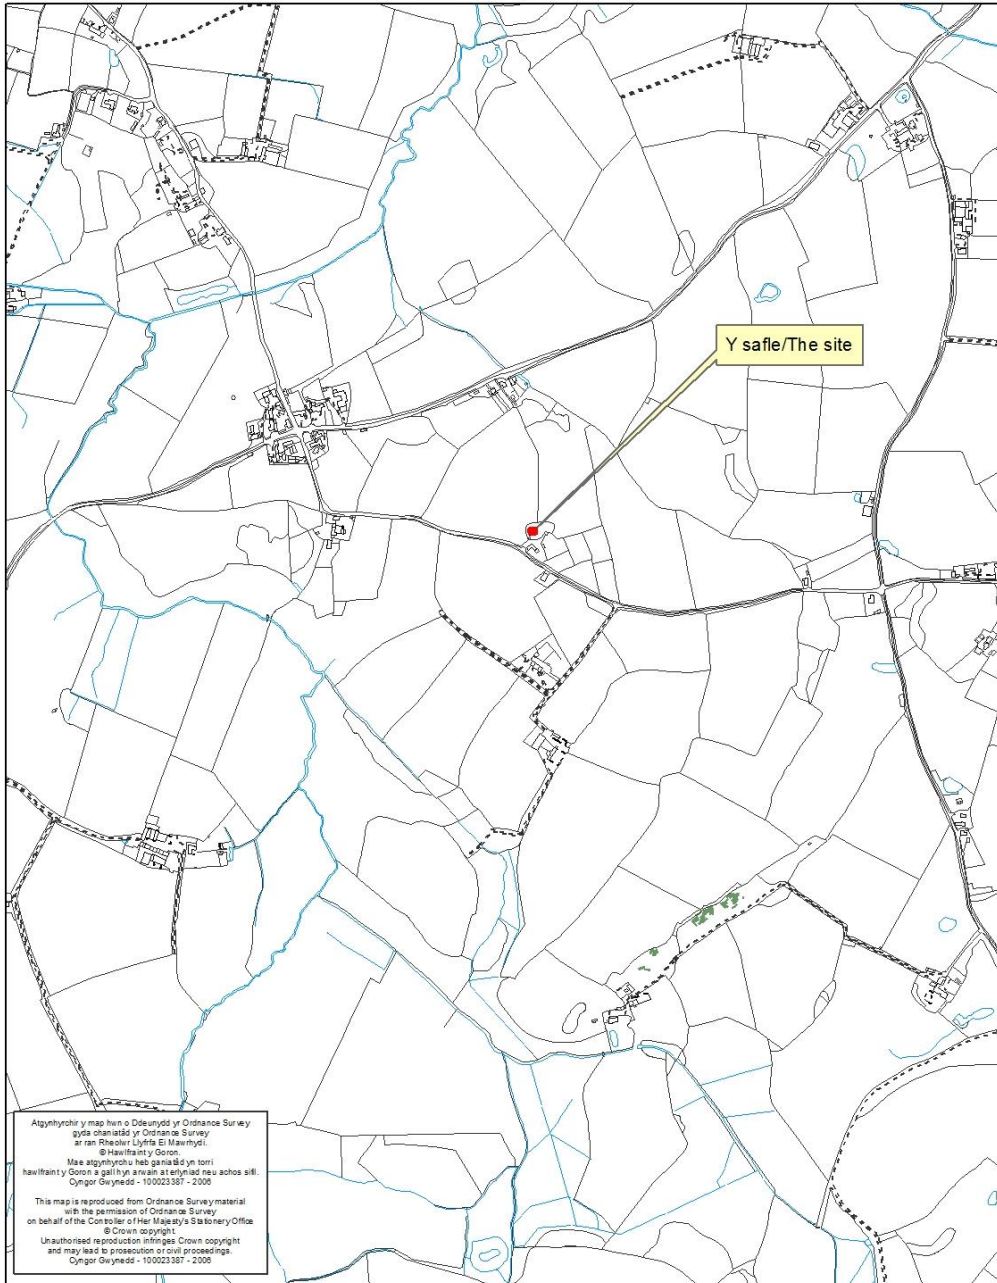 Y safle/The site
Atgynhyrchir y map hwn o Ddeunydd yr Ordnance Survey
gyda chaniatâd yr Ordnance Survey
ar ran Rheolwr Llyfrfa Ei Mawrhydi.
© Hawlfraint y Goron.
Mae atgynhyrchu heb ganiatâd yn torri
hawlfraint y Goron a gall hyn arwain at erlyniad neu achos sifil.
Cyngor Gwynedd - 100023387 - 2006
This map is reproduced from Ordnance Survey material
with the permission of Ordnance Survey
on behalf of the Controller of Her Majesty's Stationery Office
© Crown copyright.
Unauthorised reproduction infringes Crown copyright
and may lead to prosecution or civil proceedings.
Cyngor Gwynedd - 100023387 - 2006